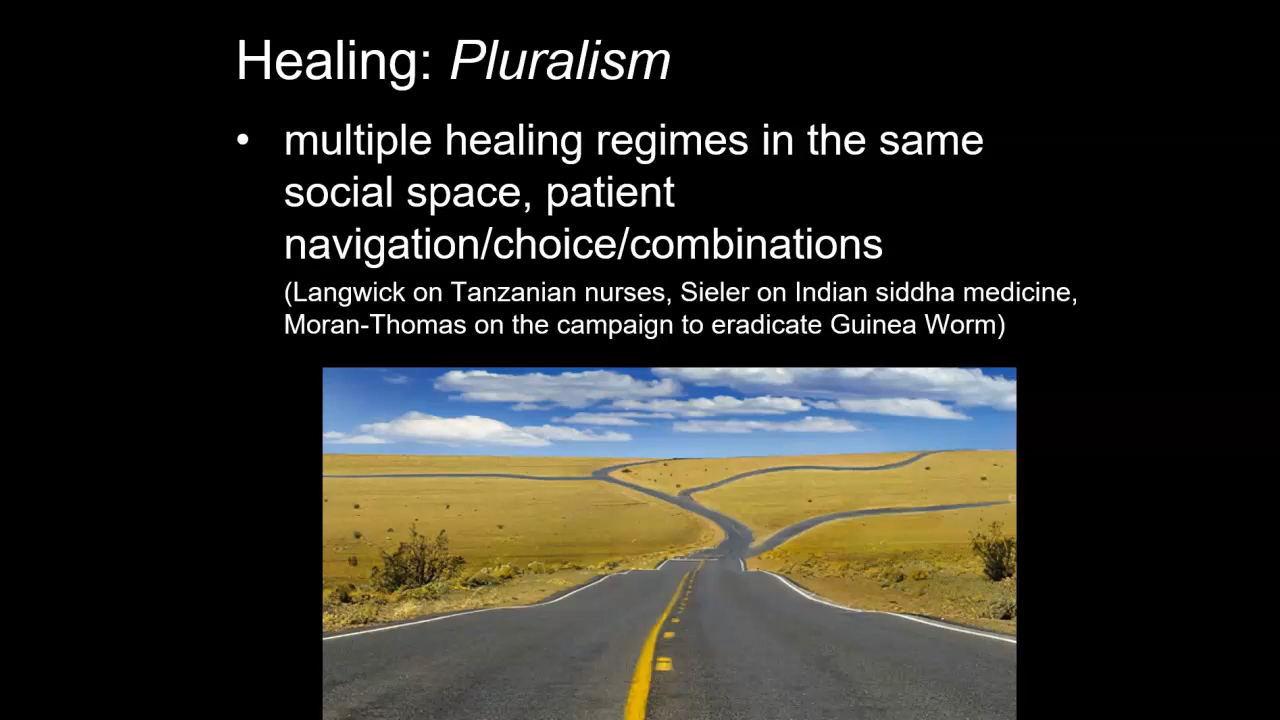 Healing: Pluralism
• multiple healing regimes in the same
social space, patient
navigation/choice/combinations
(Langwick on Tanzanian nurses, Sieler on Indian siddha medicine,
Moran-Thomas on the campaign to eradicate Guinea Worm)